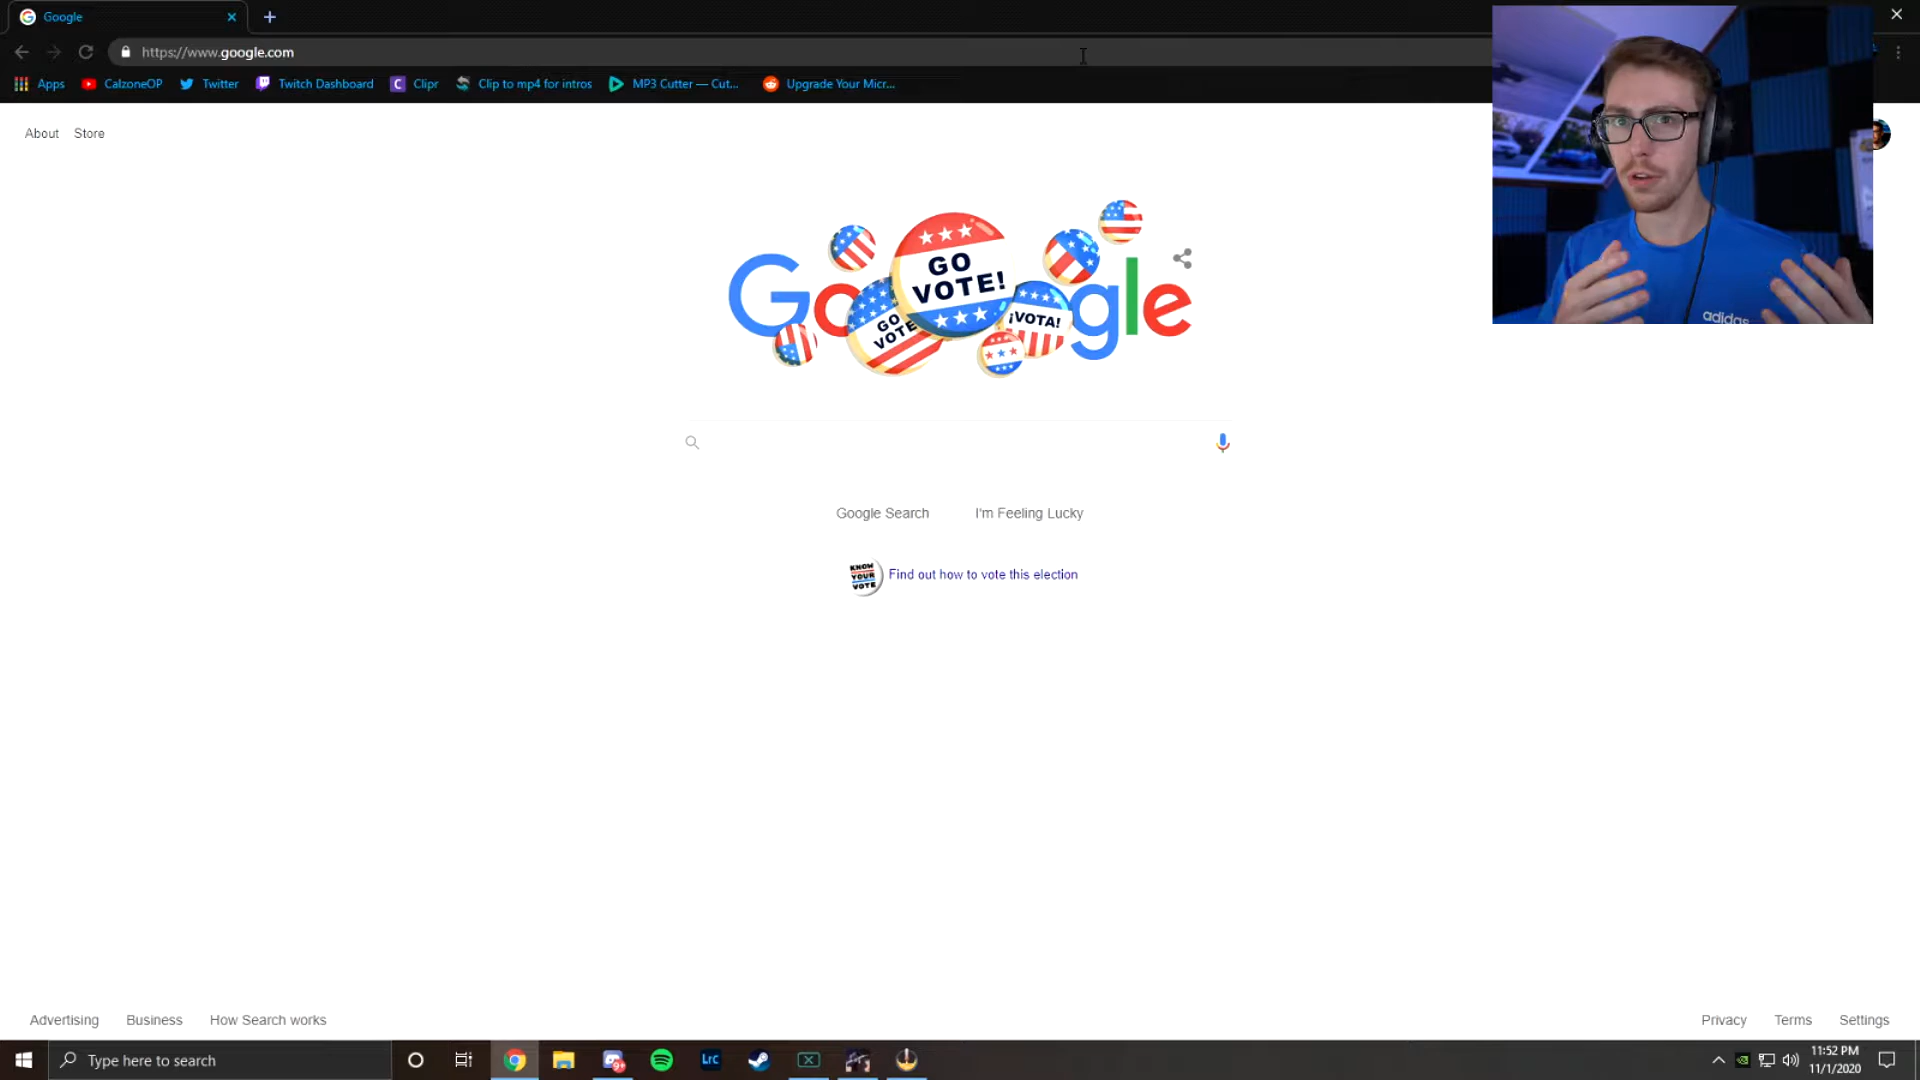 Google
https://www.google.com
Apps
CalzoneOP
Twitter
Twitch Dashboard
C
Clipr
Clip to mp4 for intros
MP3 Cutter — Cut...
Upgrade Your Micr...
About
Store
adidas
Google
GO VOTE!
GO VOTE
¡VOTA!
Google Search
I'm Feeling Lucky
KNOW YOUR VOTE
Find out how to vote this election
Advertising
Business
How Search works
Privacy
Terms
Settings
Type here to search
9+
Lrc
11:52 PM
11/1/2020